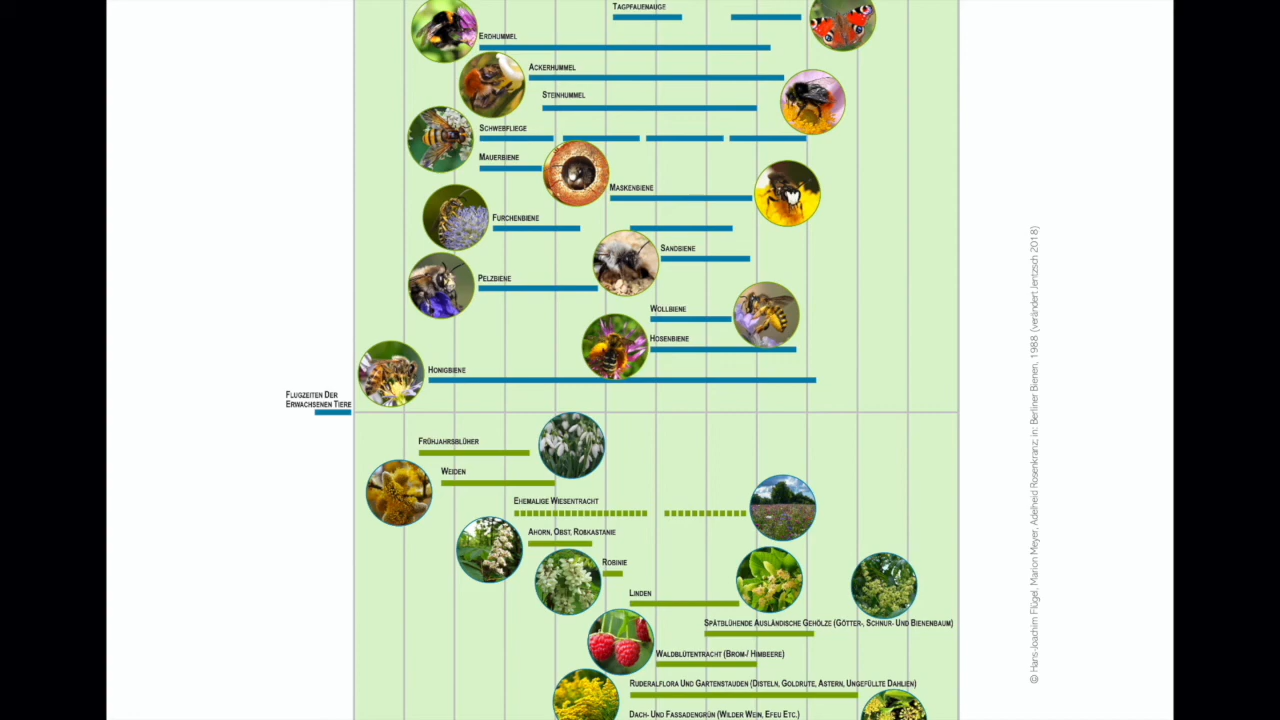 TAGPFAUENAUGE
ERDHUMMEL
ACKERHUMMEL
STEINHUMMEL
SCHWEBFLIEGE
MAUERBIENE
MASKENBIENE
FURCHENBIENE
SANDBIENE
PELZBIENE
WOLLBIENE
HOSENBIENE
HONIGBIENE
FLUGZEITEN DER
ERWACHSENEN TIERE
FRÜHJAHRSBLÜHER
WEIDEN
EHEMALIGE WIESENTRACHT
AHORN, OBST, ROßKASTANIE
ROBINIE
LINDEN
SPÄTBLÜHENDE AUSLÄNDISCHE GEHÖLZE (GÖTTER-, SCHNUR- UND BIENENBAUM)
WALDBLÜTENTRACHT (BROM-/ HIMBEERE)
RUDERALFLORA UND GARTENSTAUDEN (DISTELN, GOLDRUTE, ASTERN, UNGEFÜLLTE DAHLIEN)
DACH- UND FASSADENGRÜN (WILDER WEIN, EFEU ETC.)
© Hans-Joachim Flügel, Marion Meyer, Adelheid Rosenkranz; in: Berliner Bienen, 1988 (verändert Jentzsch 2018)